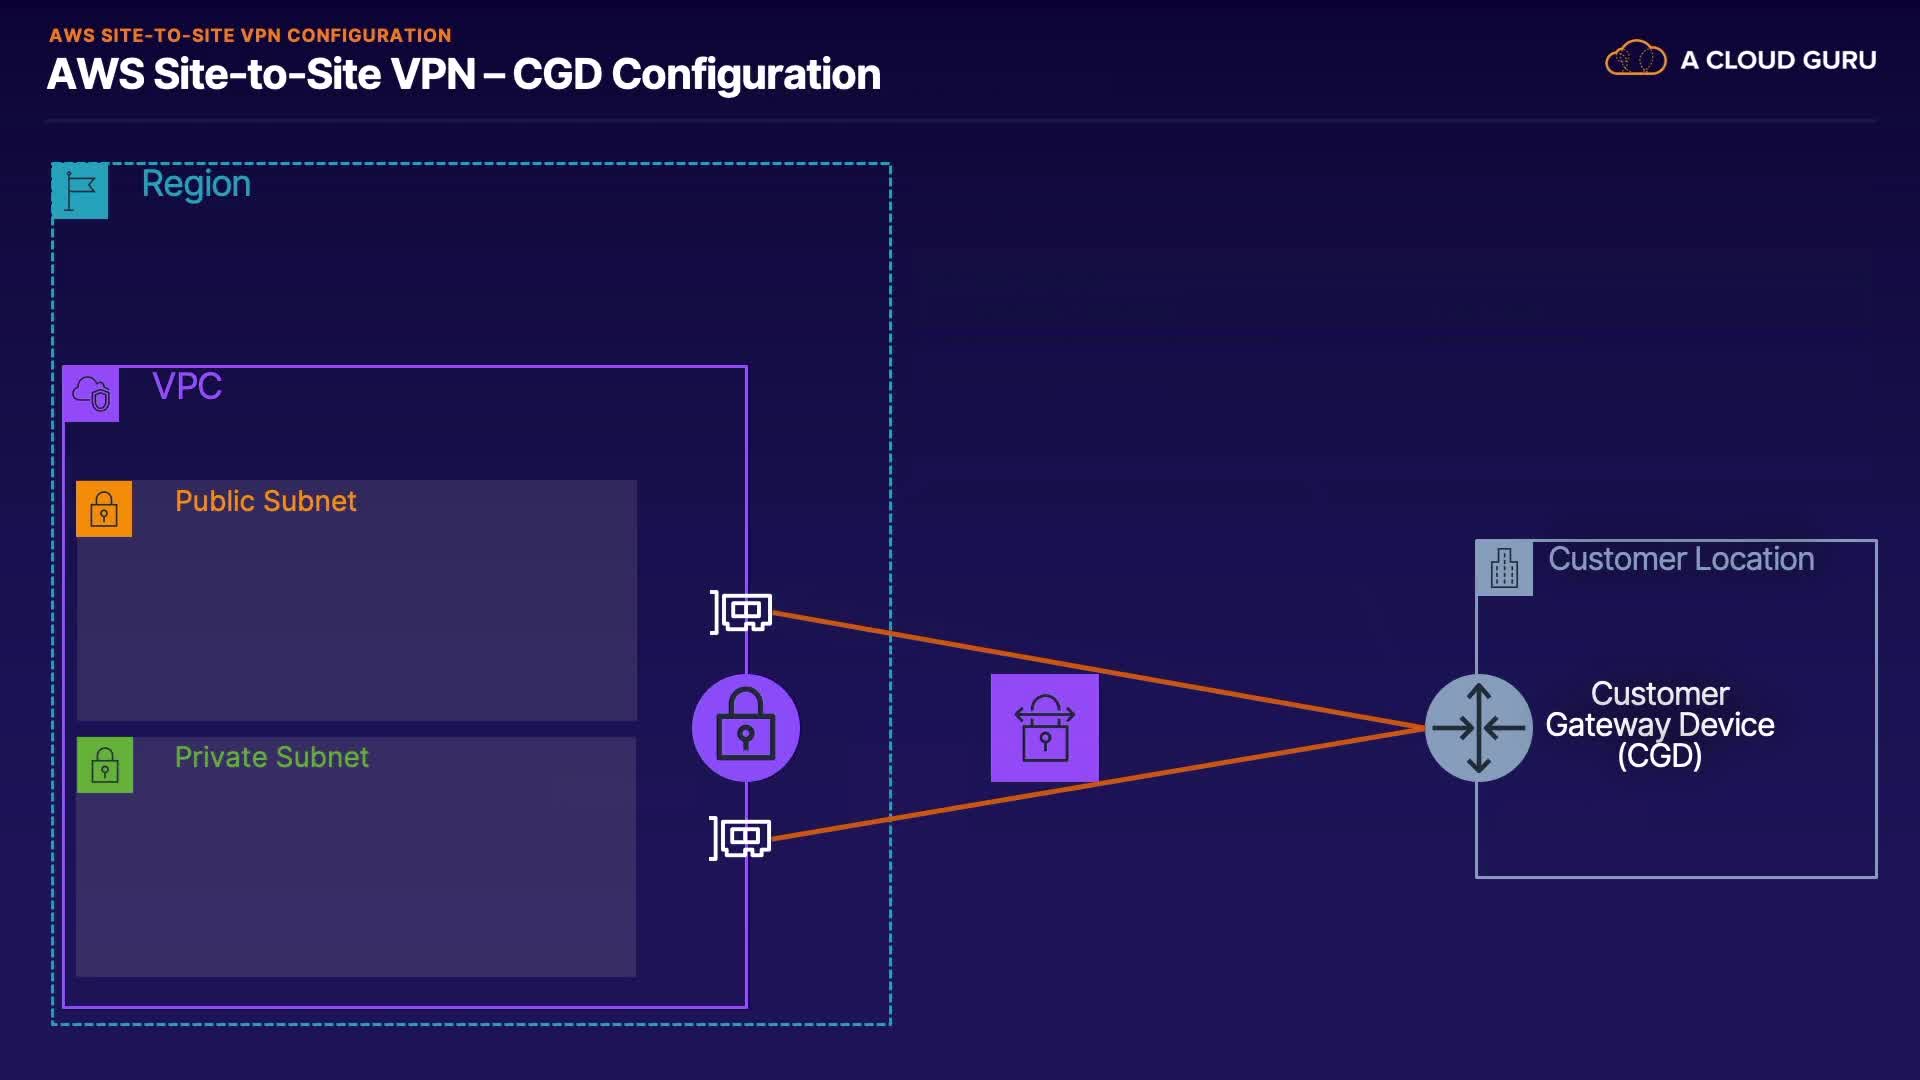 AWS SITE-TO-SITE VPN CONFIGURATION
AWS Site-to-Site VPN – CGD Configuration
A CLOUD GURU
Region
VPC
Public Subnet
Private Subnet
Customer Location
Customer
Gateway Device
(CGD)